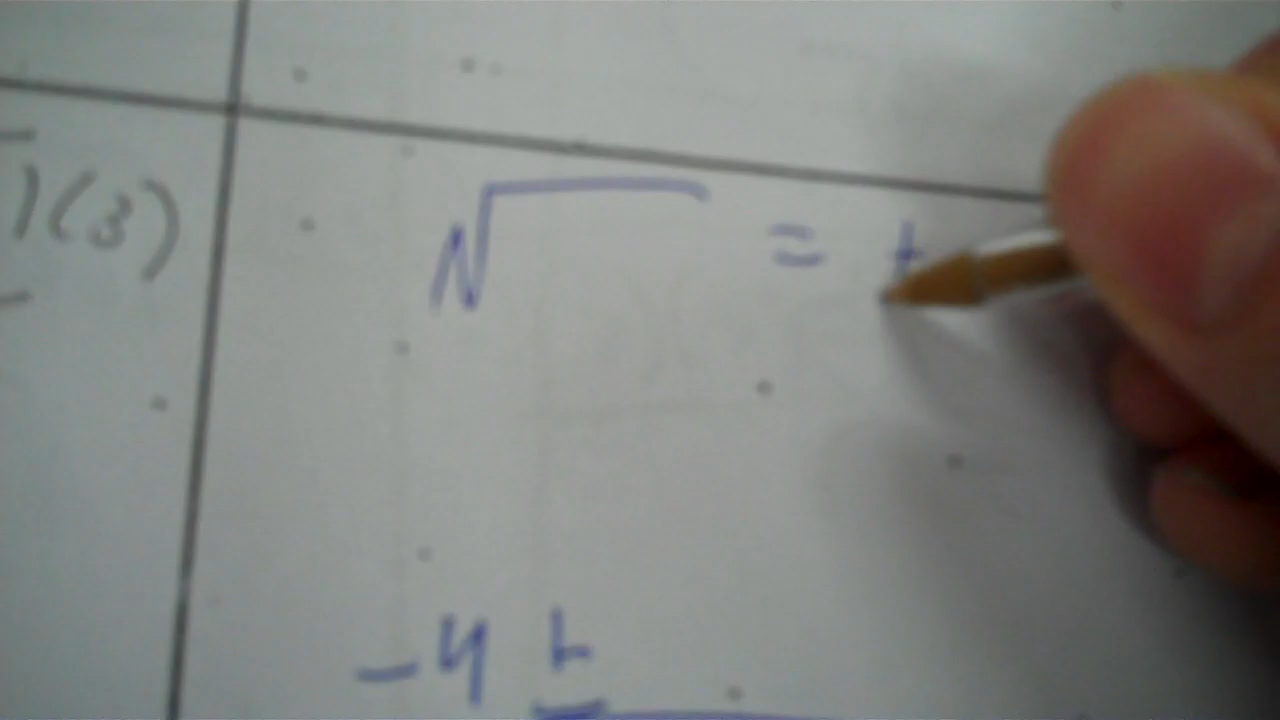 )(3)
√ = +
-4 ±